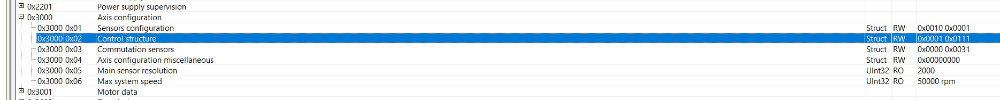 0x2201 Power supply supervision
0x3000 Axis configuration
0x3000 0x01 Sensors configuration Struct RW 0x0010 0x0001
0x3000 0x02 Control structure Struct RW 0x0001 0x0111
0x3000 0x03 Commutation sensors Struct RW 0x0000 0x0031
0x3000 0x04 Axis configuration miscellaneous Struct RW 0x00000000
0x3000 0x05 Main sensor resolution UInt32 RO 2000
0x3000 0x06 Max system speed UInt32 RO 50000 rpm
0x3001 Motor data